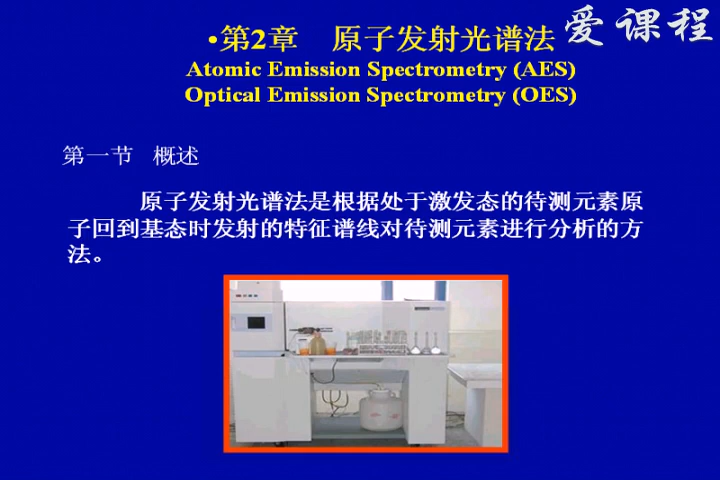 爱课程
•第2章 原子发射光谱法
Atomic Emission Spectrometry (AES)
Optical Emission Spectrometry (OES)
第一节 概述
原子发射光谱法是根据处于激发态的待测元素原
子回到基态时发射的特征谱线对待测元素进行分析的方
法。